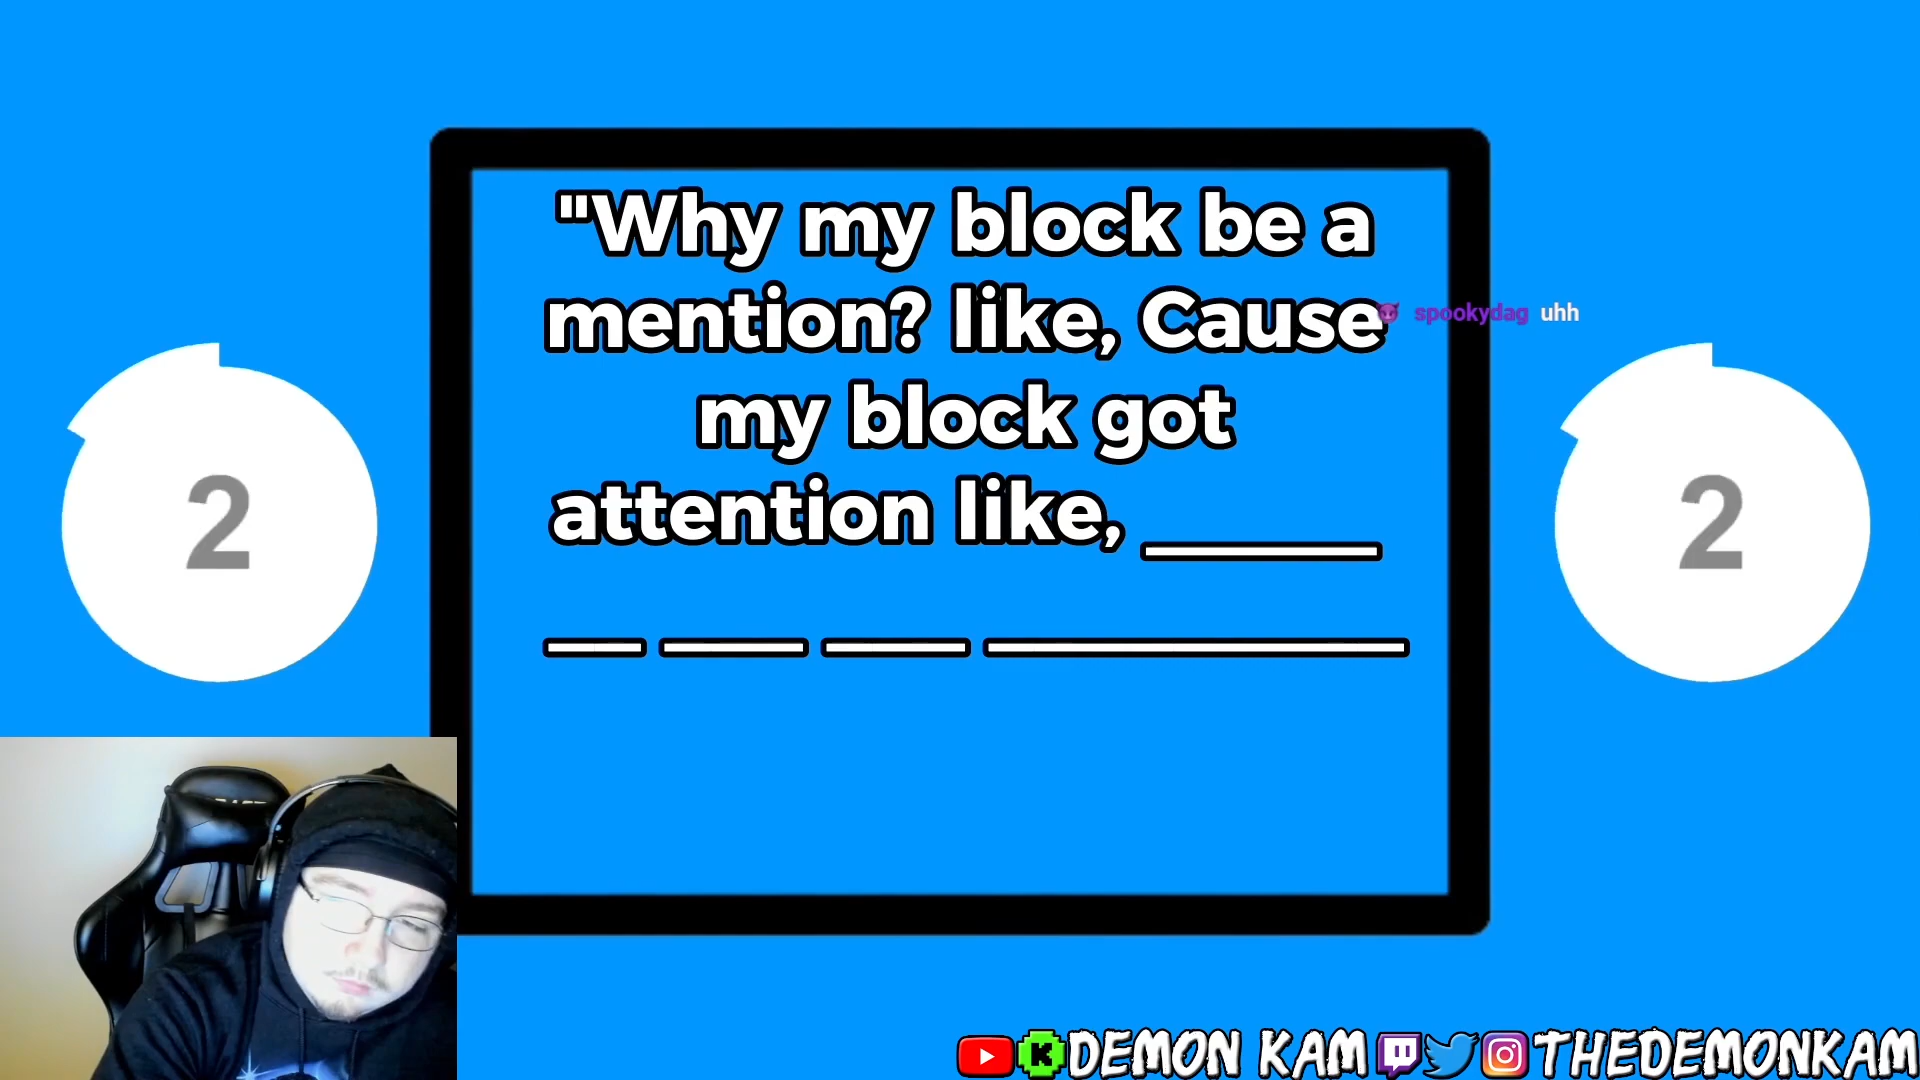 "Why my block be a
mention? like, Cause
my block got
attention like, _____
__ ___ ___ _________
spookydag uhh
2
2
DEMON KAM THEDEMONKAM